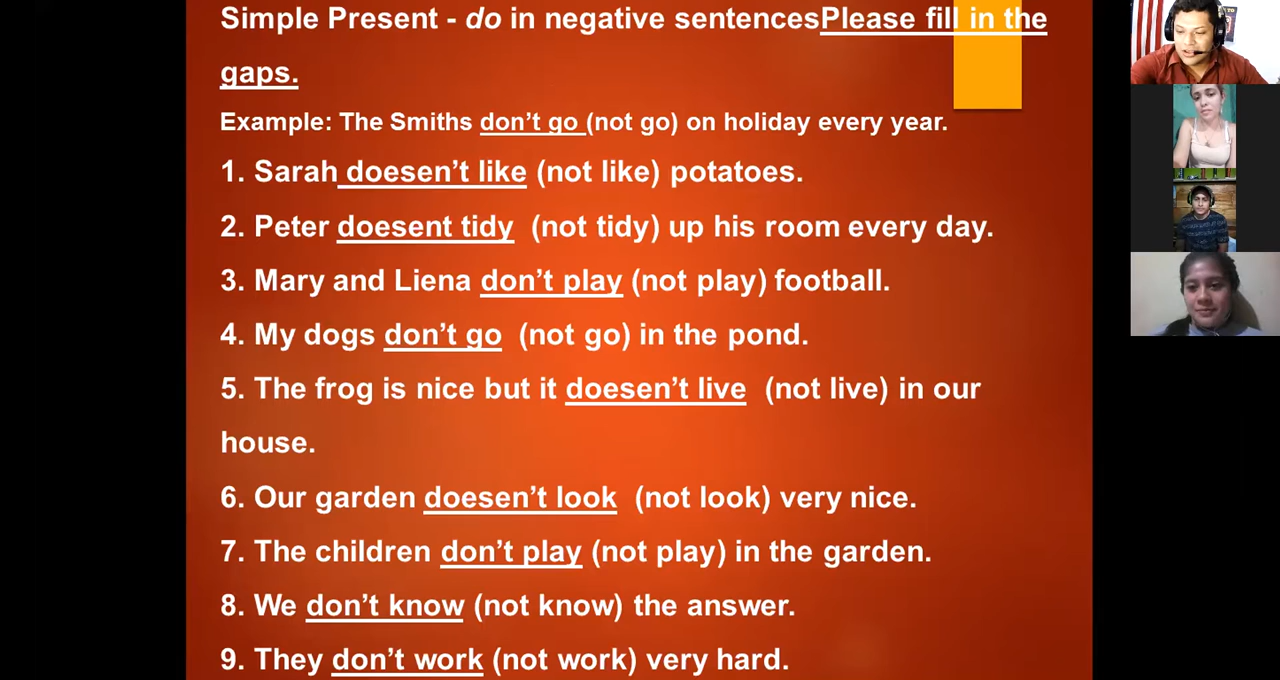 Simple Present - do in negative sentencesPlease fill in the
gaps.
Example: The Smiths don't go (not go) on holiday every year.
1. Sarah doesen't like (not like) potatoes.
2. Peter doesent tidy (not tidy) up his room every day.
3. Mary and Liena don't play (not play) football.
4. My dogs don't go (not go) in the pond.
5. The frog is nice but it doesen't live (not live) in our
house.
6. Our garden doesen't look (not look) very nice.
7. The children don't play (not play) in the garden.
8. We don't know (not know) the answer.
9. They don't work (not work) very hard.